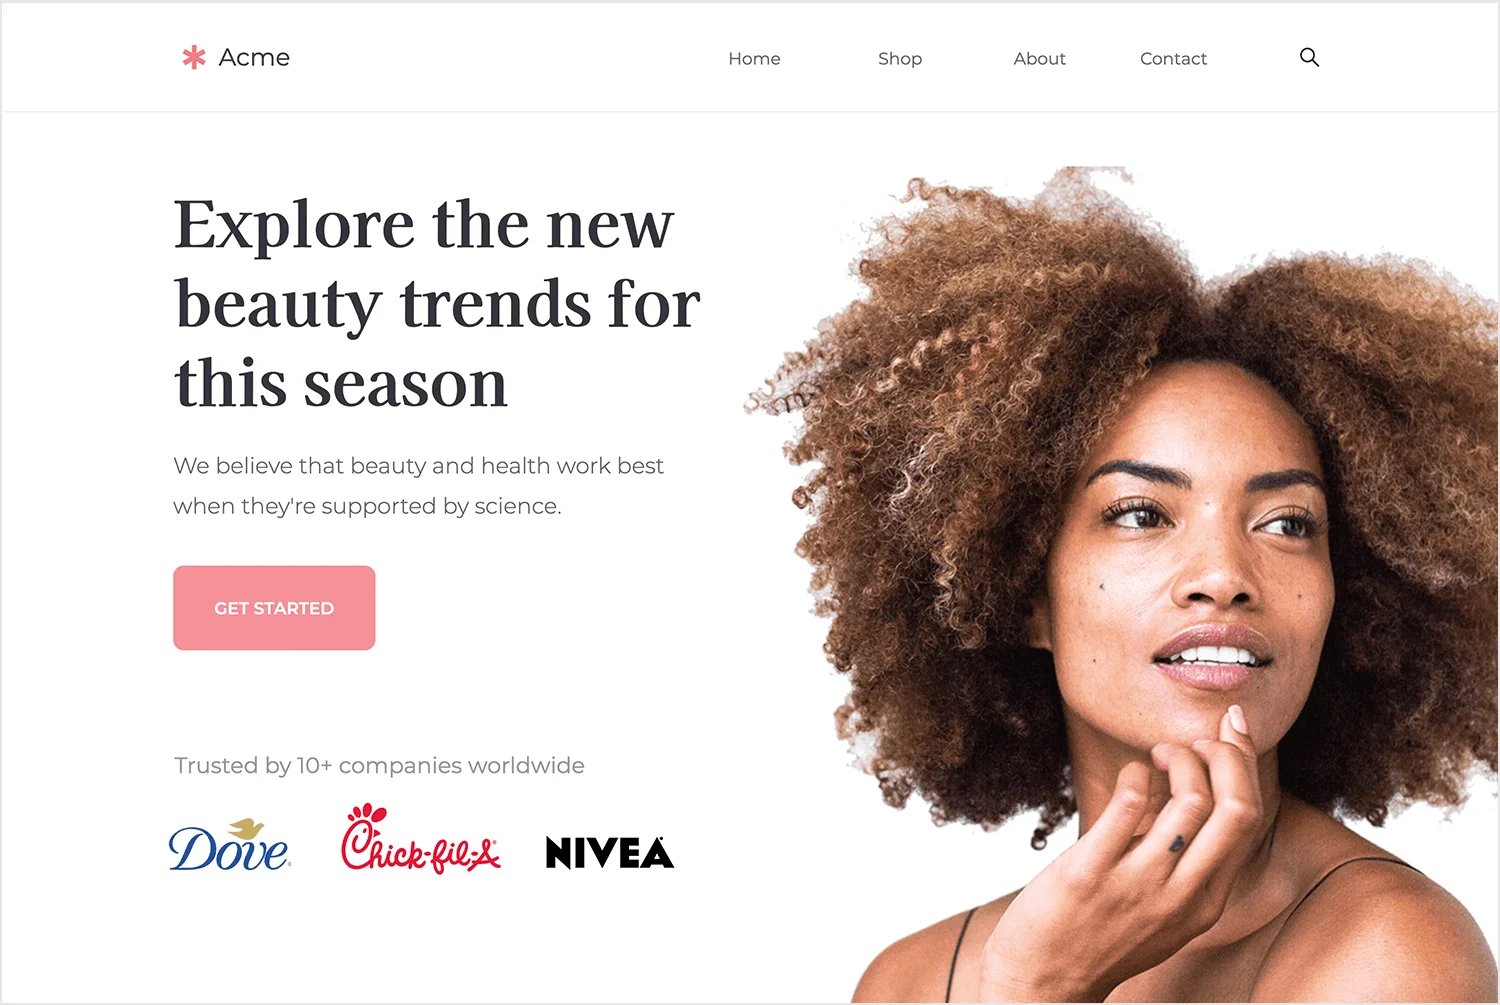 Acme
Home Shop About Contact
Explore the new
beauty trends for
this season
We believe that beauty and health work best
when they're supported by science.
GET STARTED
Trusted by 10+ companies worldwide
Dove Chick-fil-A NIVEA